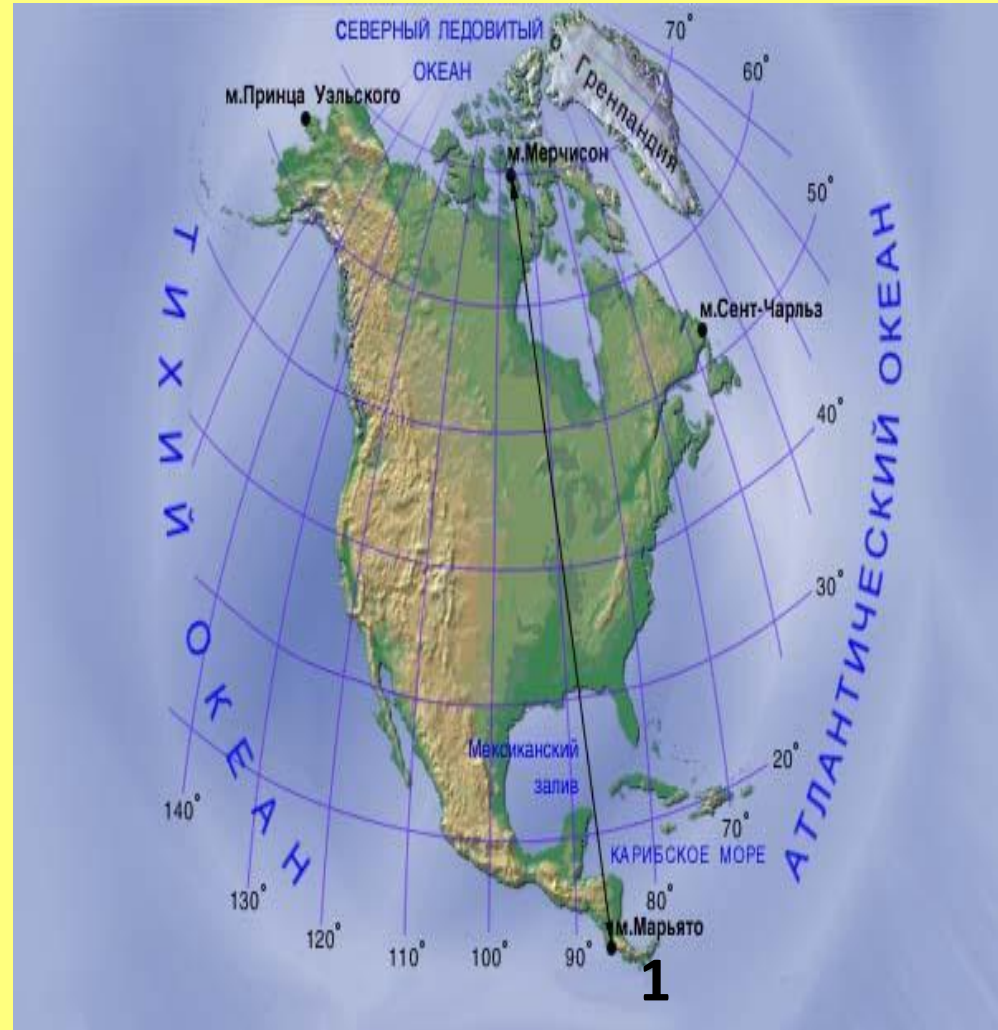 СЕВЕРНЫЙ ЛЕДОВИТЫЙ
ОКЕАН
70°
60°
Гренландия
м.Принца Уэльского
м.Мерчисон
50°
м.Сент-Чарльз
ТИХИЙ ОКЕАН
АТЛАНТИЧЕСКИЙ ОКЕАН
40°
30°
20°
Мексиканский
залив
140°
70°
КАРИБСКОЕ МОРЕ
130°
80°
м.Марьято
120°
110°
100°
90°
1